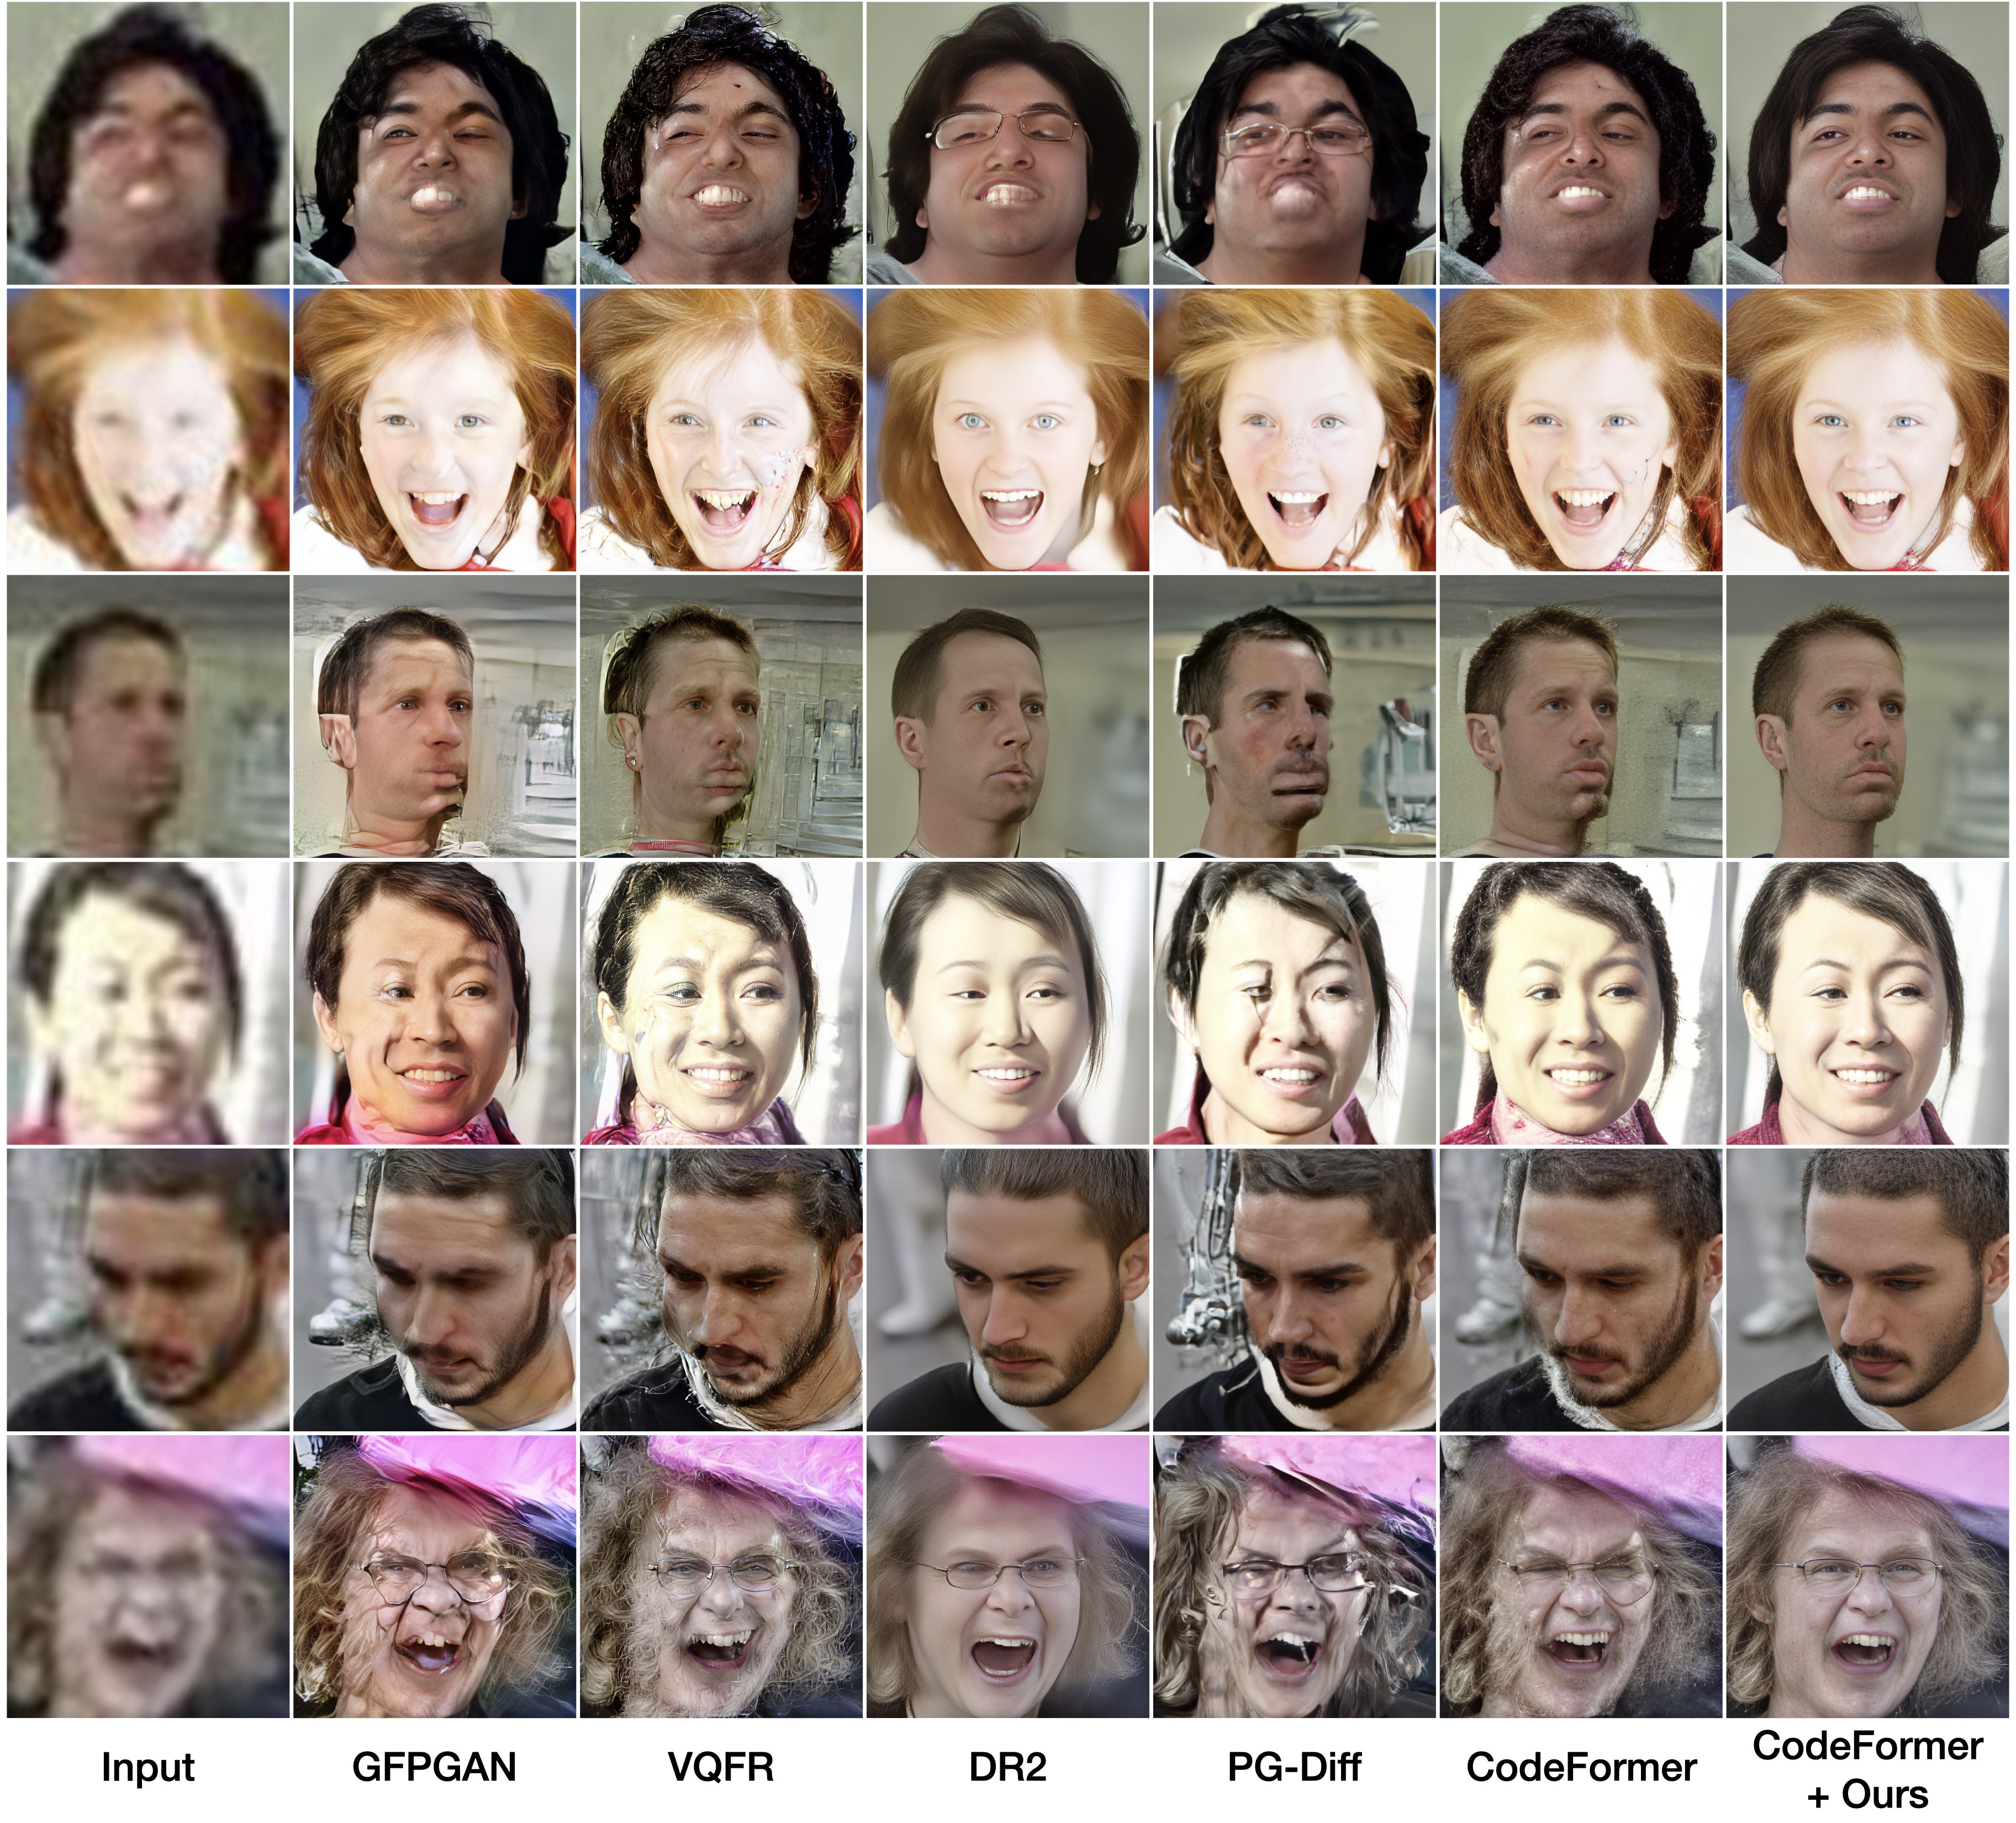 Input
GFPGAN
VQFR
DR2
PG-Diff
CodeFormer
CodeFormer
+ Ours